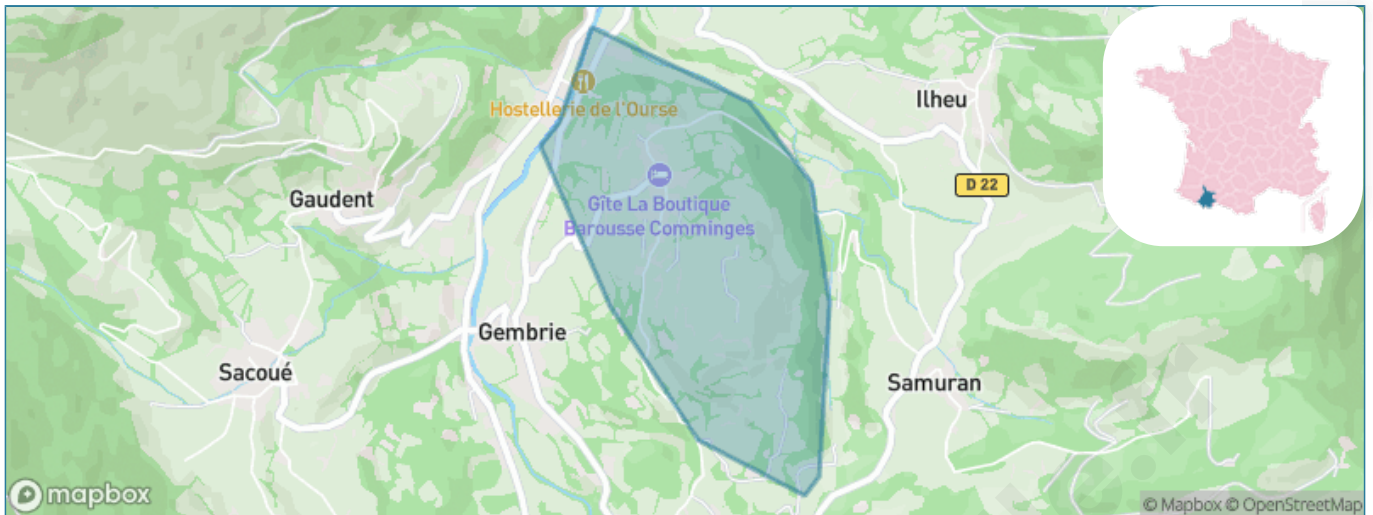 Hostellerie de l'Ourse
Ilheu
D 22
Gaudent
Gîte La Boutique
Barousse Comminges
Gembrie
Sacoué
Samuran
mapbox
© Mapbox © OpenStreetMap